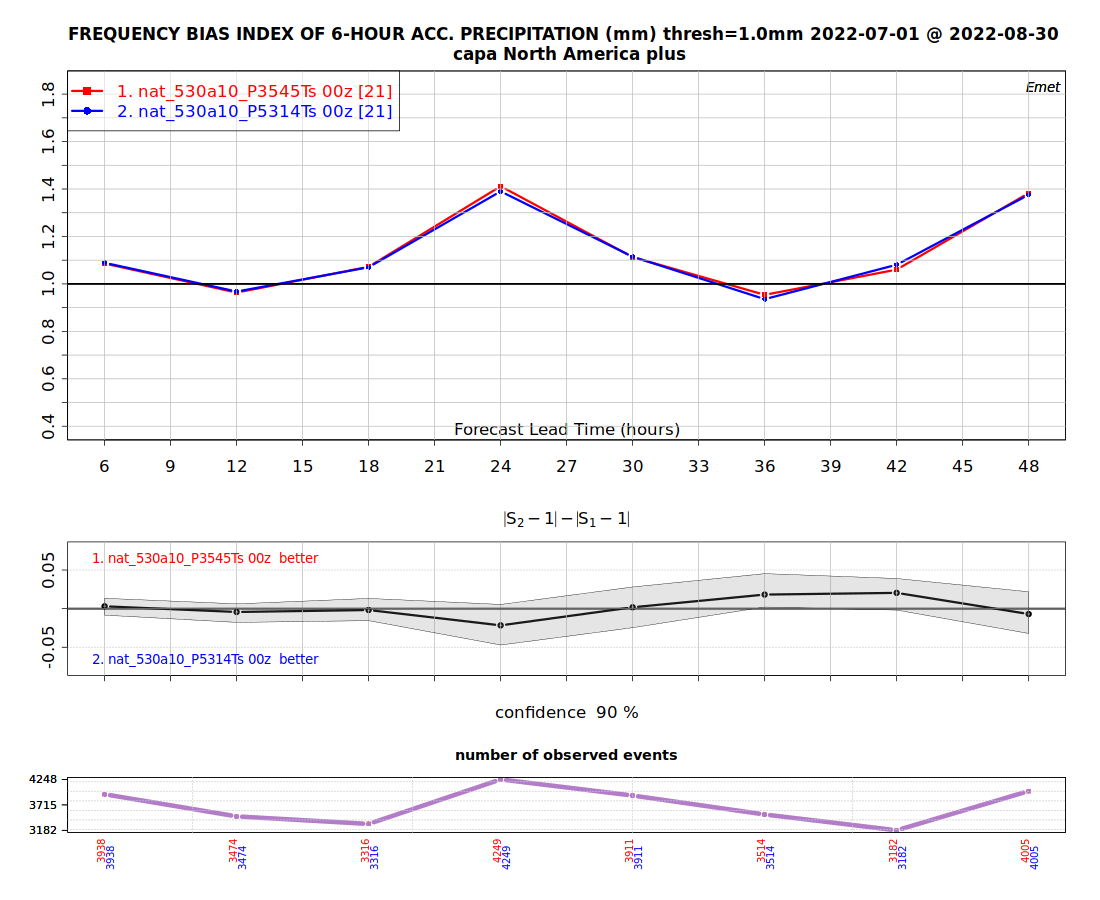 FREQUENCY BIAS INDEX OF 6-HOUR ACC. PRECIPITATION (mm) thresh=1.0mm 2022-07-01 @ 2022-08-30
capa North America plus
1. nat_530a10_P3545Ts 00z [21]
2. nat_530a10_P5314Ts 00z [21]
Emet
1.8
1.6
1.4
1.2
1.0
0.8
0.6
0.4
Forecast Lead Time (hours)
6 9 12 15 18 21 24 27 30 33 36 39 42 45 48
|S₂ − 1| − |S₁ − 1|
1. nat_530a10_P3545Ts 00z better
0.05
-0.05
2. nat_530a10_P5314Ts 00z better
confidence 90 %
number of observed events
4248
3715
3182
3938 3474 3316 4249 3911 3514 3182 4005
3938 3474 3316 4249 3911 3514 3182 4005